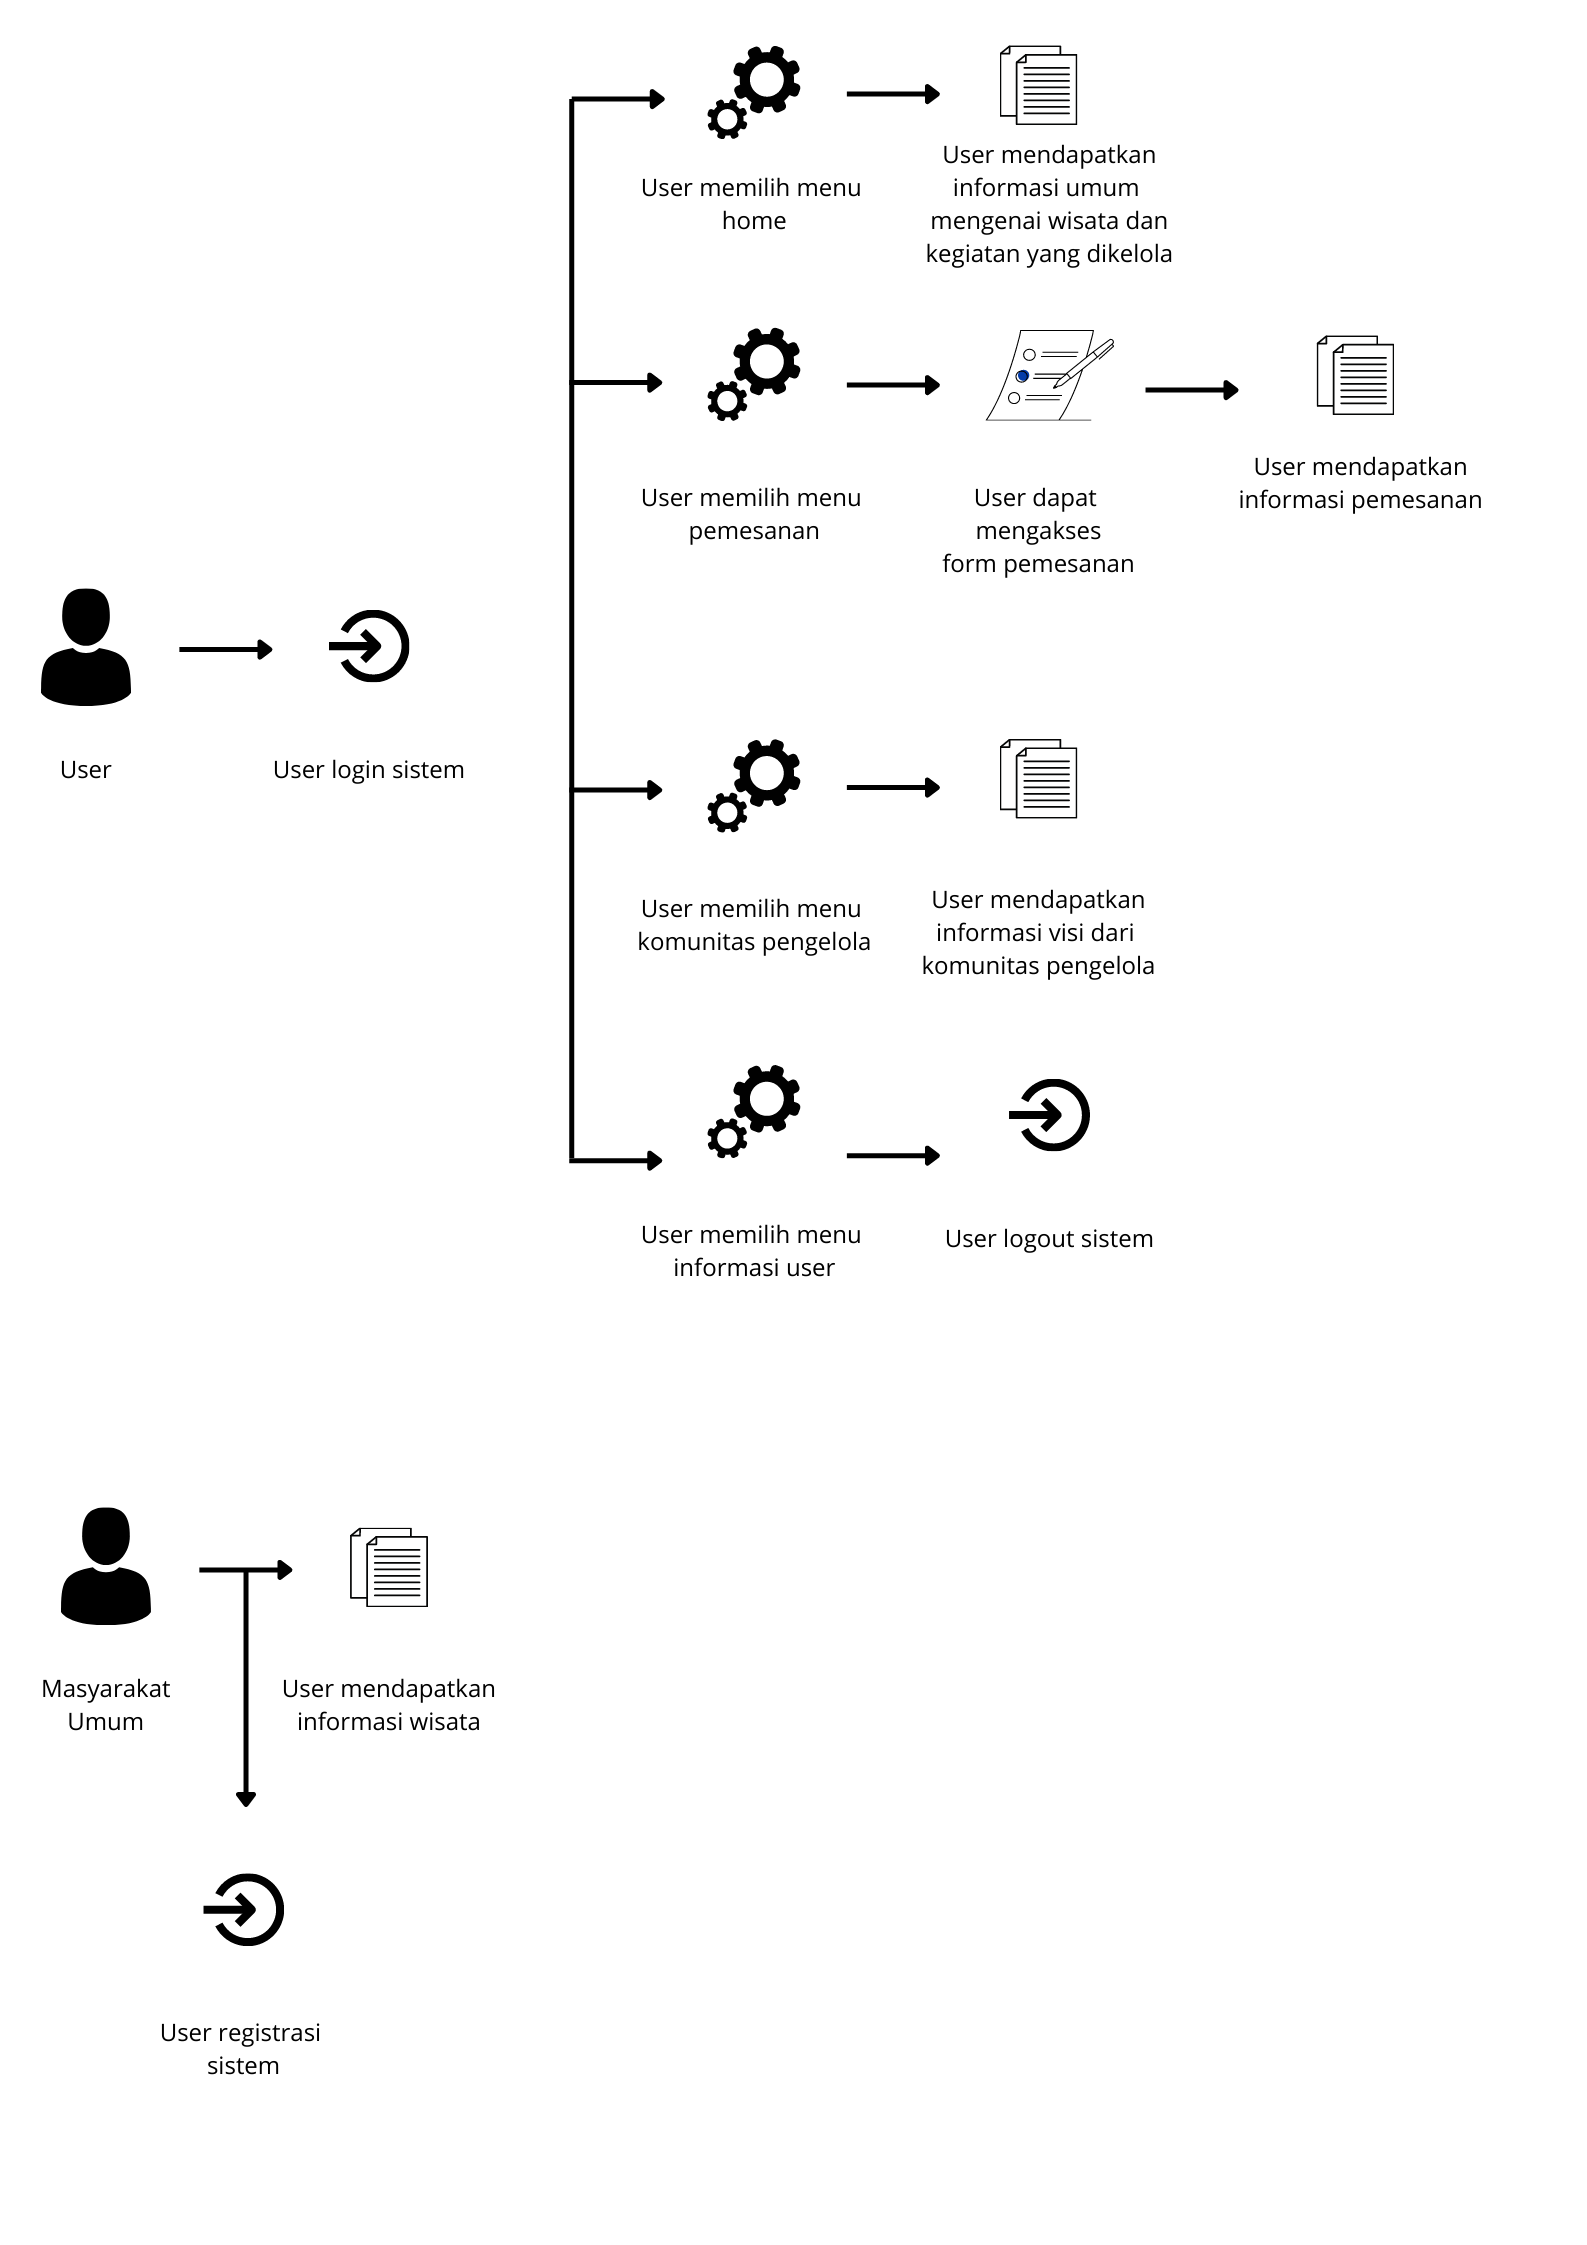 User memilih menu
home
User mendapatkan
informasi umum
mengenai wisata dan
kegiatan yang dikelola
User memilih menu
pemesanan
User dapat
mengakses
form pemesanan
User mendapatkan
informasi pemesanan
User
User login sistem
User memilih menu
komunitas pengelola
User mendapatkan
informasi visi dari
komunitas pengelola
User memilih menu
informasi user
User logout sistem
Masyarakat
Umum
User mendapatkan
informasi wisata
User registrasi
sistem